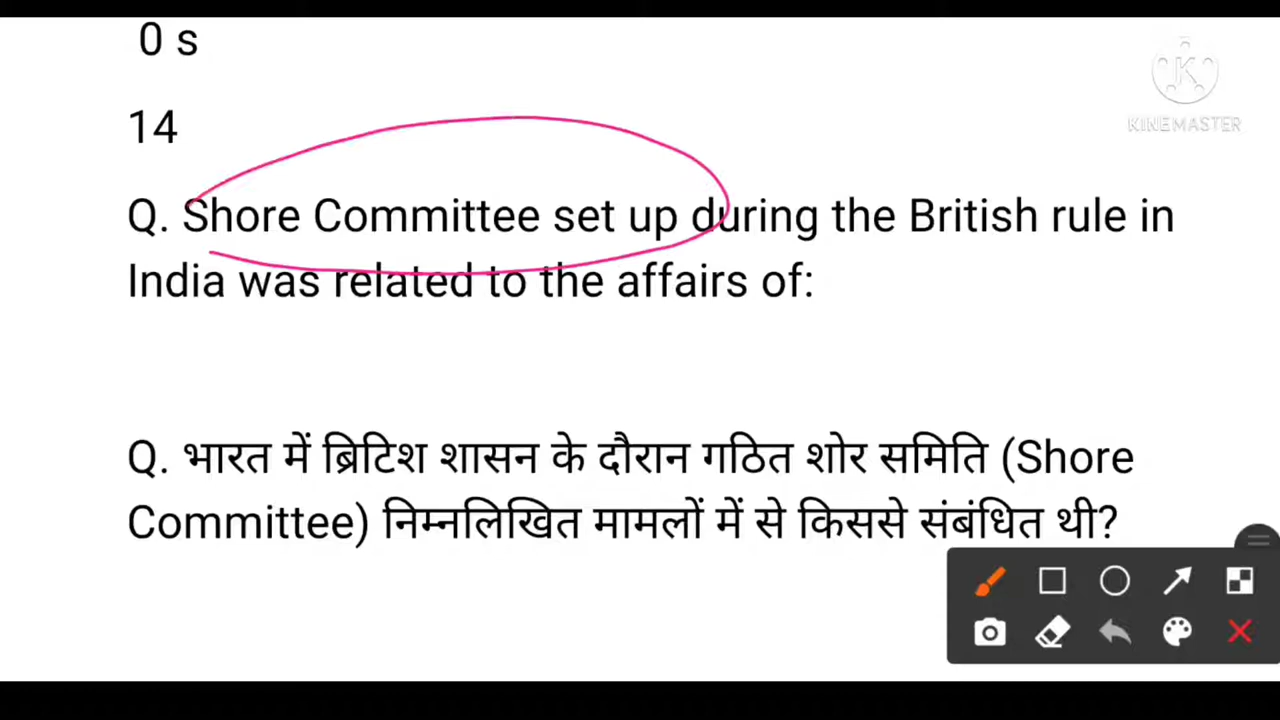 0 s
14
KINEMASTER
Q. Shore Committee set up during the British rule in
India was related to the affairs of:
Q. भारत में ब्रिटिश शासन के दौरान गठित शोर समिति (Shore
Committee) निम्नलिखित मामलों में से किससे संबंधित थी?